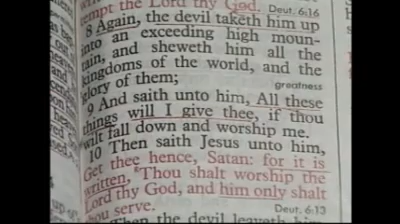 tempt the Lord thy God. Deut. 6:16
8 Again, the devil taketh him up
into an exceeding high moun-
tain, and sheweth him all the
kingdoms of the world, and the
glory of them;
greatness
9 And saith unto him, All these
things will I give thee, if thou
wilt fall down and worship me.
10 Then saith Jesus unto him,
Get thee hence, Satan: for it is
written, Thou shalt worship the
Lord thy God, and him only shalt
thou serve. Deut. 6:13
Then the devil leaveth him